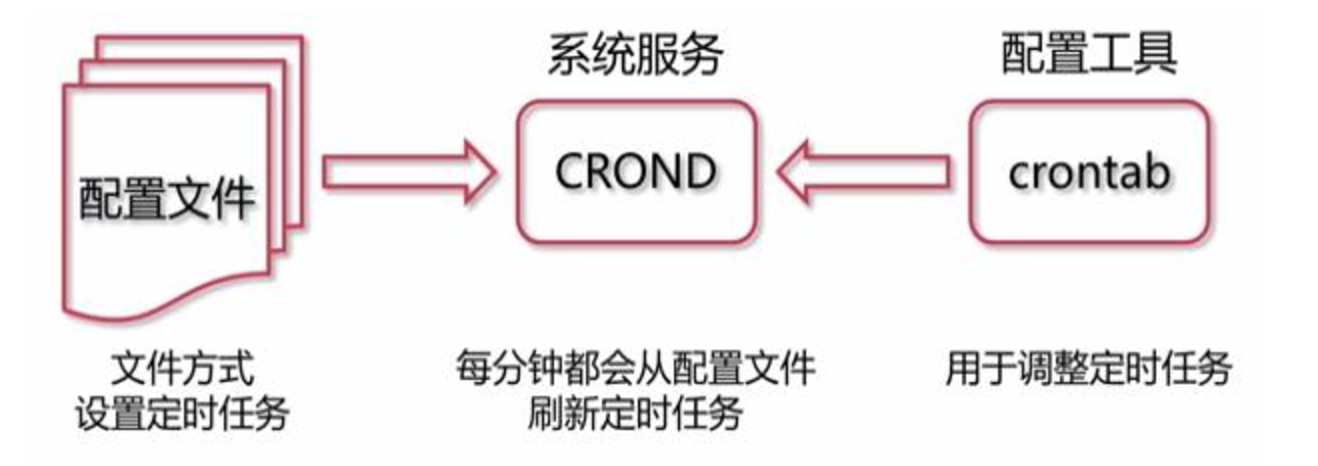 系统服务
配置工具
配置文件
CROND
crontab
文件方式
设置定时任务
每分钟都会从配置文件
刷新定时任务
用于调整定时任务